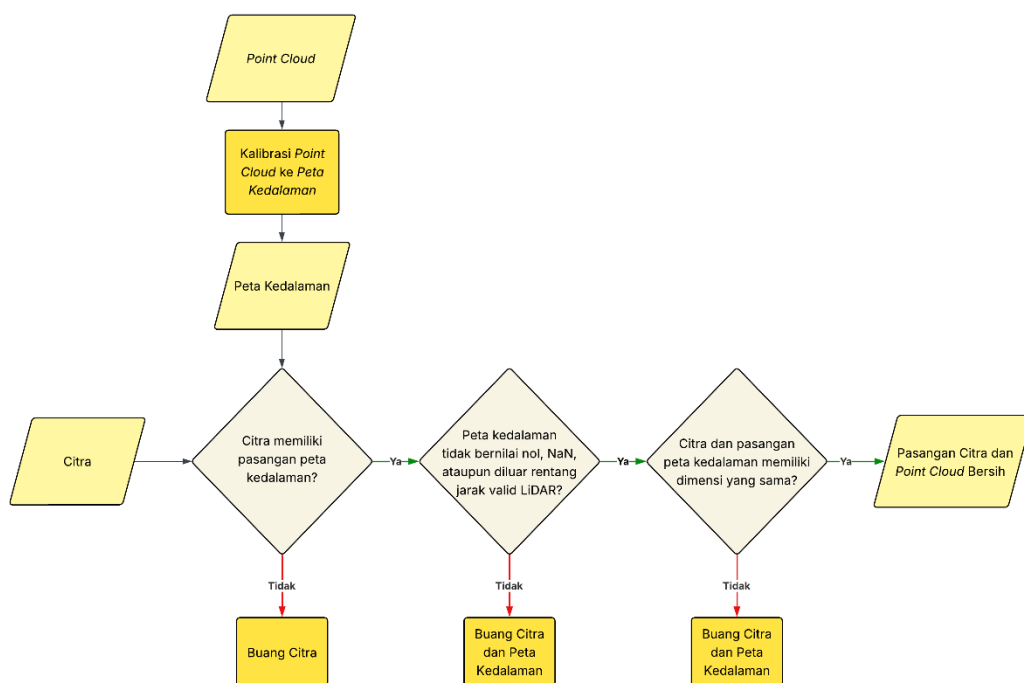 Point Cloud
Kalibrasi Point
Cloud ke Peta
Kedalaman
Peta Kedalaman
Citra
Citra memiliki
pasangan peta
kedalaman?
Ya
Peta kedalaman
tidak bernilai nol, NaN,
ataupun diluar rentang
jarak valid LiDAR?
Ya
Citra dan pasangan
peta kedalaman memiliki
dimensi yang sama?
Ya
Pasangan Citra dan
Point Cloud Bersih
Tidak
Tidak
Tidak
Buang Citra
Buang Citra
dan Peta
Kedalaman
Buang Citra
dan Peta
Kedalaman